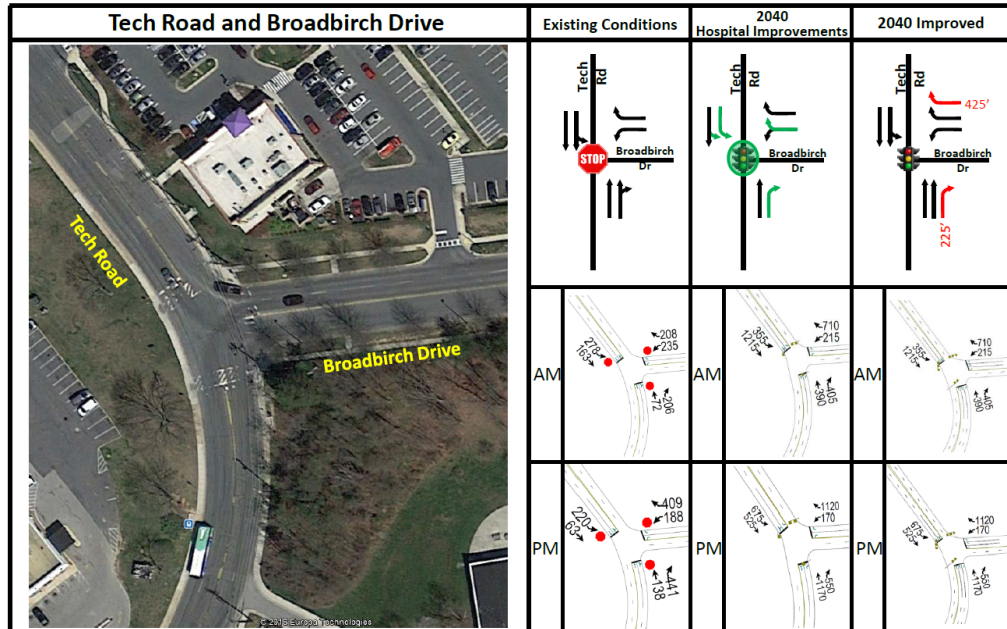 Tech Road and Broadbirch Drive
Existing Conditions
2040
Hospital Improvements
2040 Improved
Tech Road
Broadbirch Drive
© 2015 Europa Technologies
Tech
Rd
STOP
Broadbirch
Dr
Tech
Rd
Broadbirch
Dr
Tech
Rd
425'
Broadbirch
Dr
225'
AM
278
163
208
235
206
72
AM
355
1215
710
215
405
390
AM
355
1215
710
215
405
390
PM
220
63
409
188
441
138
PM
675
525
1120
170
550
1170
PM
675
525
1120
170
550
1170